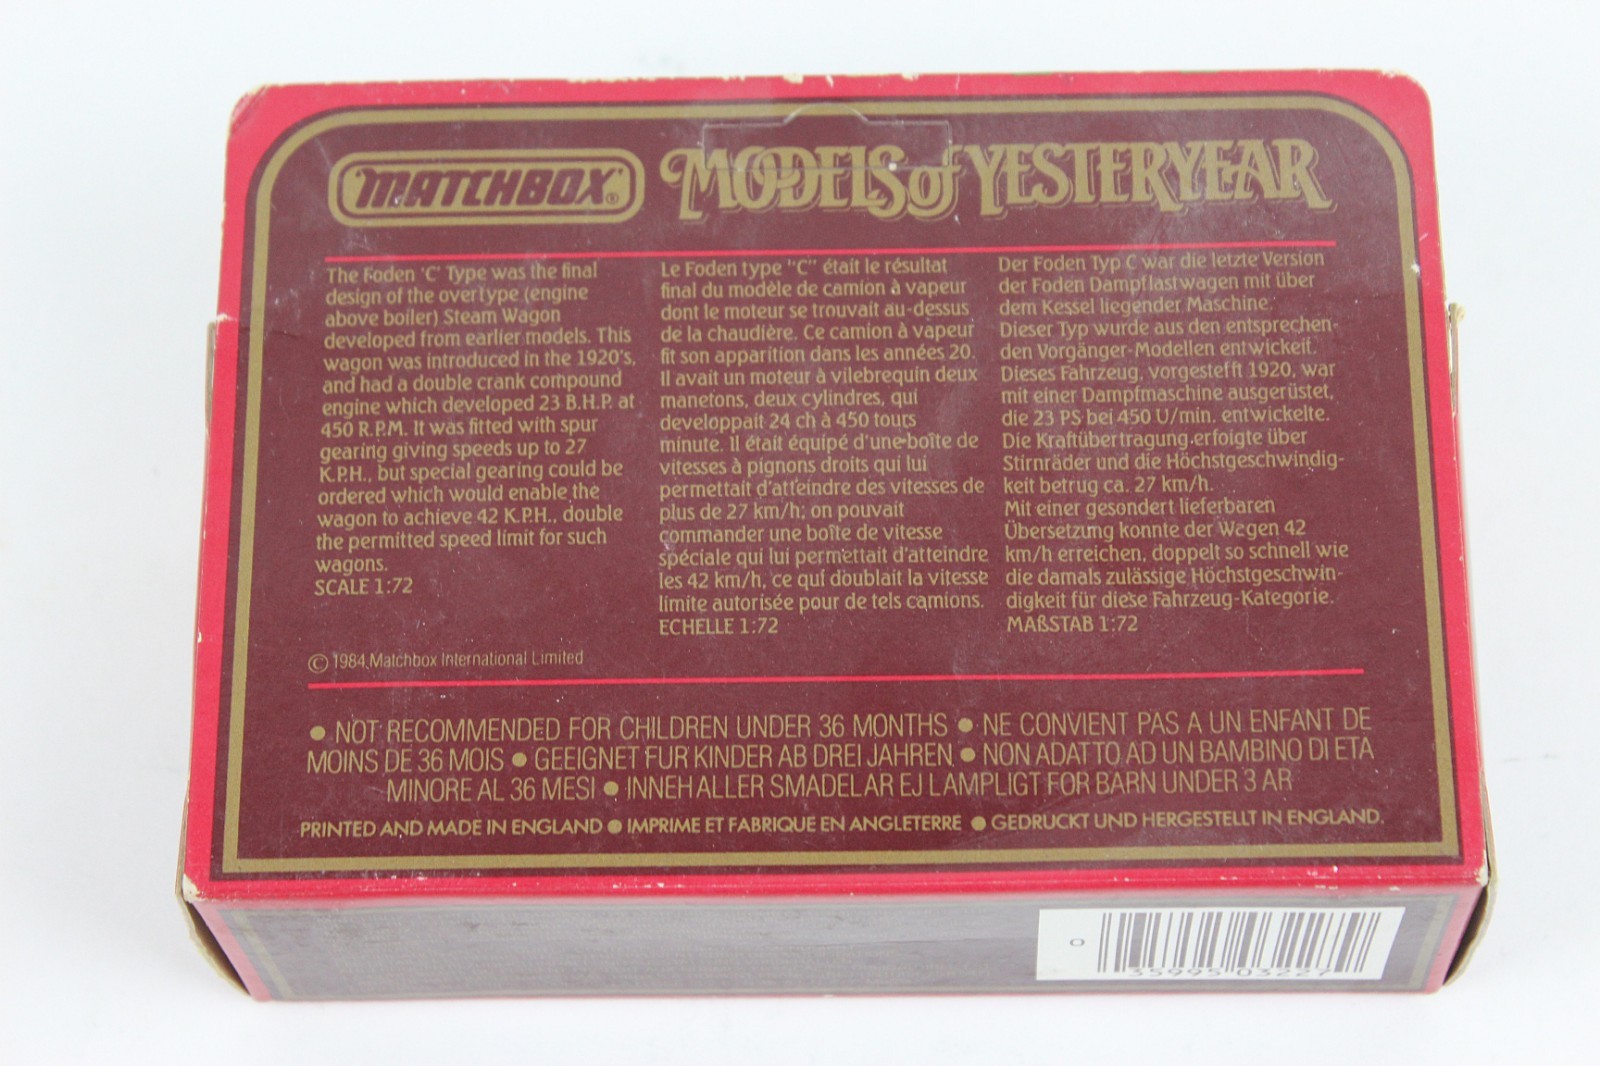 MATCHBOX®
MODELS of YESTERYEAR
The Foden 'C' Type was the final
design of the overtype (engine
above boiler) Steam Wagon
developed from earlier models. This
wagon was introduced in the 1920's,
and had a double crank compound
engine which developed 23 B.H.P. at
450 R.P.M. It was fitted with spur
gearing giving speeds up to 27
K.P.H., but special gearing could be
ordered which would enable the
wagon to achieve 42 K.P.H., double
the permitted speed limit for such
wagons.
SCALE 1:72
Le Foden type "C" était le résultat
final du modèle de camion à vapeur
dont le moteur se trouvait au-dessus
de la chaudière. Ce camion à vapeur
fit son apparition dans les années 20.
Il avait un moteur à vilebrequin deux
manetons, deux cylindres, qui
developpait 24 ch à 450 tours
minute. Il était équipé d'une boîte de
vitesses à pignons droits qui lui
permettait d'atteindre des vitesses de
plus de 27 km/h; on pouvait
commander une boîte de vitesse
spéciale qui lui permettait d'atteindre
les 42 km/h, ce qui doublait la vitesse
limite autorisée pour de tels camions.
ECHELLE 1:72
Der Foden Typ C war die letzte Version
der Foden Dampflastwagen mit über
dem Kessel liegender Maschine.
Dieser Typ wurde aus den entsprechen-
den Vorgänger-Modellen entwickelt.
Dieses Fahrzeug, vorgestefft 1920, war
mit einer Dampfmaschine ausgerüstet,
die 23 PS bei 450 U/min. entwickelte.
Die Kraftübertragung erfolgte über
Stirnräder und die Höchstgeschwindig-
keit betrug ca. 27 km/h.
Mit einer gesondert lieferbaren
Übersetzung konnte der Wagen 42
km/h erreichen, doppelt so schnell wie
die damals zulässige Höchstgeschwin-
digkeit für diese Fahrzeug-Kategorie.
MAßSTAB 1:72
© 1984 Matchbox International Limited
● NOT RECOMMENDED FOR CHILDREN UNDER 36 MONTHS ● NE CONVIENT PAS A UN ENFANT DE
MOINS DE 36 MOIS ● GEEIGNET FUR KINDER AB DREI JAHREN ● NON ADATTO AD UN BAMBINO DI ETA
MINORE AL 36 MESI ● INNEHALLER SMADELAR EJ LAMPLIGT FOR BARN UNDER 3 AR
PRINTED AND MADE IN ENGLAND ● IMPRIME ET FABRIQUE EN ANGLETERRE ● GEDRUCKT UND HERGESTELLT IN ENGLAND.
0 35995 03227